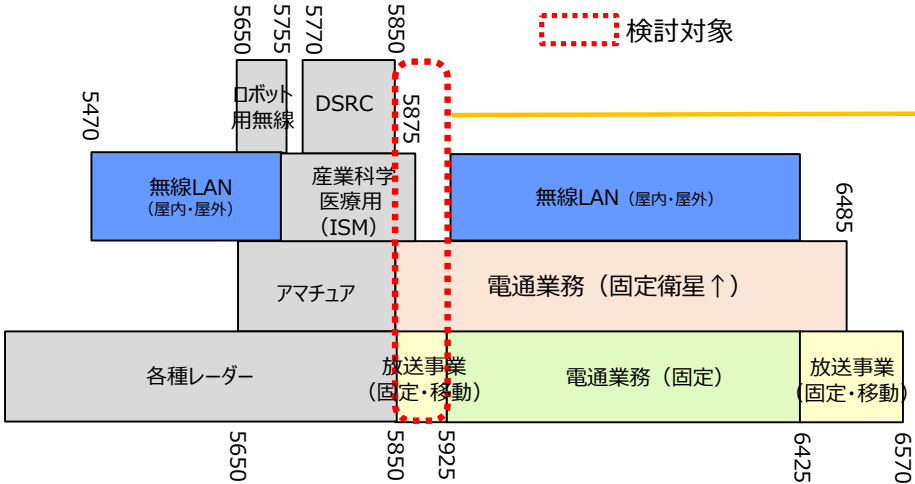 検討対象
5650
5755
5770
5850
ロボット
用無線
DSRC
5875
5470
無線LAN
(屋内・屋外)
産業科学
医療用
(ISM)
無線LAN (屋内・屋外)
6485
アマチュア
電通業務(固定衛星↑)
各種レーダー
放送事業
(固定・移動)
電通業務(固定)
放送事業
(固定・移動)
5650
5850
5925
6425
6570